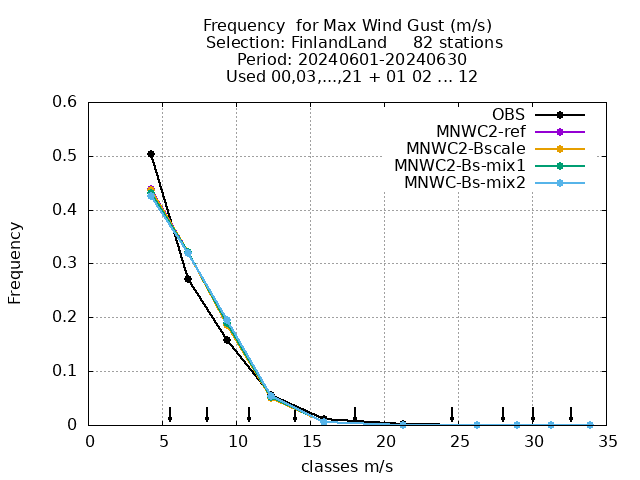 Frequency  for Max Wind Gust (m/s)
Selection: FinlandLand     82 stations
Period: 20240601-20240630
Used 00,03,...,21 + 01 02 ... 12
OBS
MNWC2-ref
MNWC2-Bscale
MNWC2-Bs-mix1
MNWC-Bs-mix2
Frequency
0.6
0.5
0.4
0.3
0.2
0.1
0
0 5 10 15 20 25 30 35
classes m/s